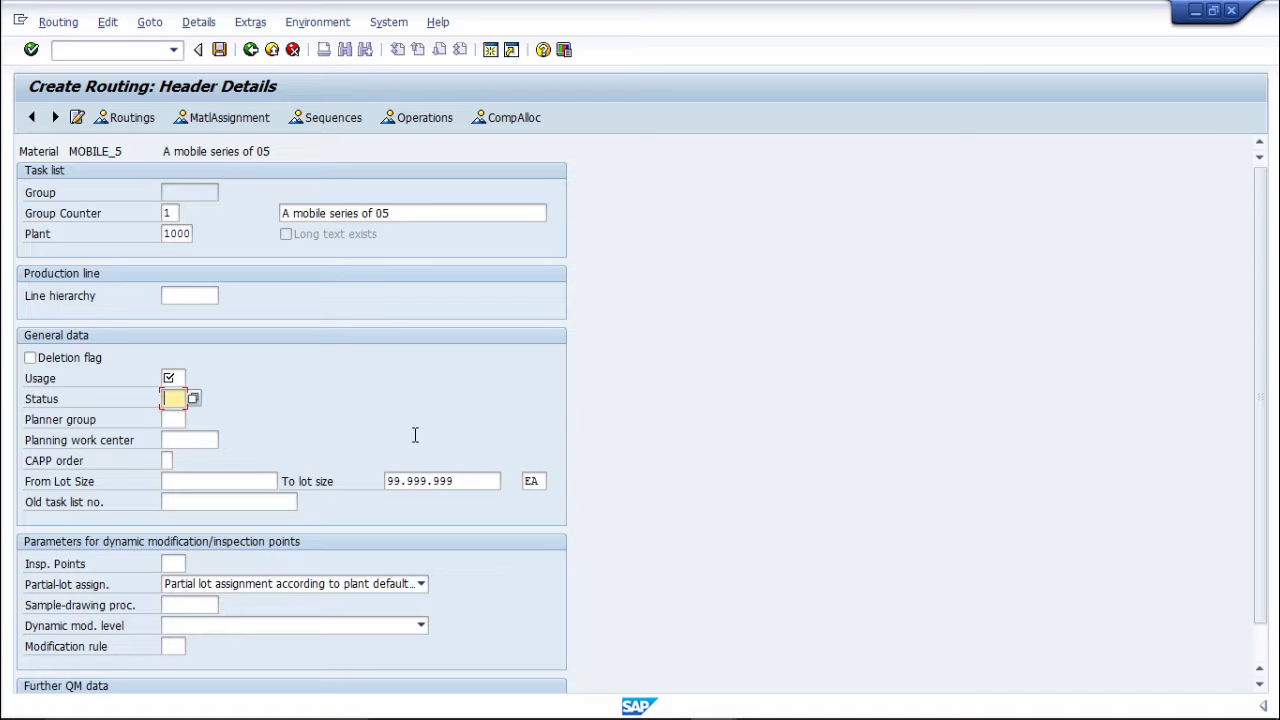 Routing Edit Goto Details Extras Environment System Help
Create Routing: Header Details
Routings MatlAssignment Sequences Operations CompAlloc
Material MOBILE_5 A mobile series of 05
Task list
Group
Group Counter 1 A mobile series of 05
Plant 1000 Long text exists
Production line
Line hierarchy
General data
Deletion flag
Usage
Status
Planner group
Planning work center
CAPP order
From Lot Size To lot size 99.999.999 EA
Old task list no.
Parameters for dynamic modification/inspection points
Insp. Points
Partial-lot assign. Partial lot assignment according to plant default...
Sample-drawing proc.
Dynamic mod. level
Modification rule
Further QM data
SAP